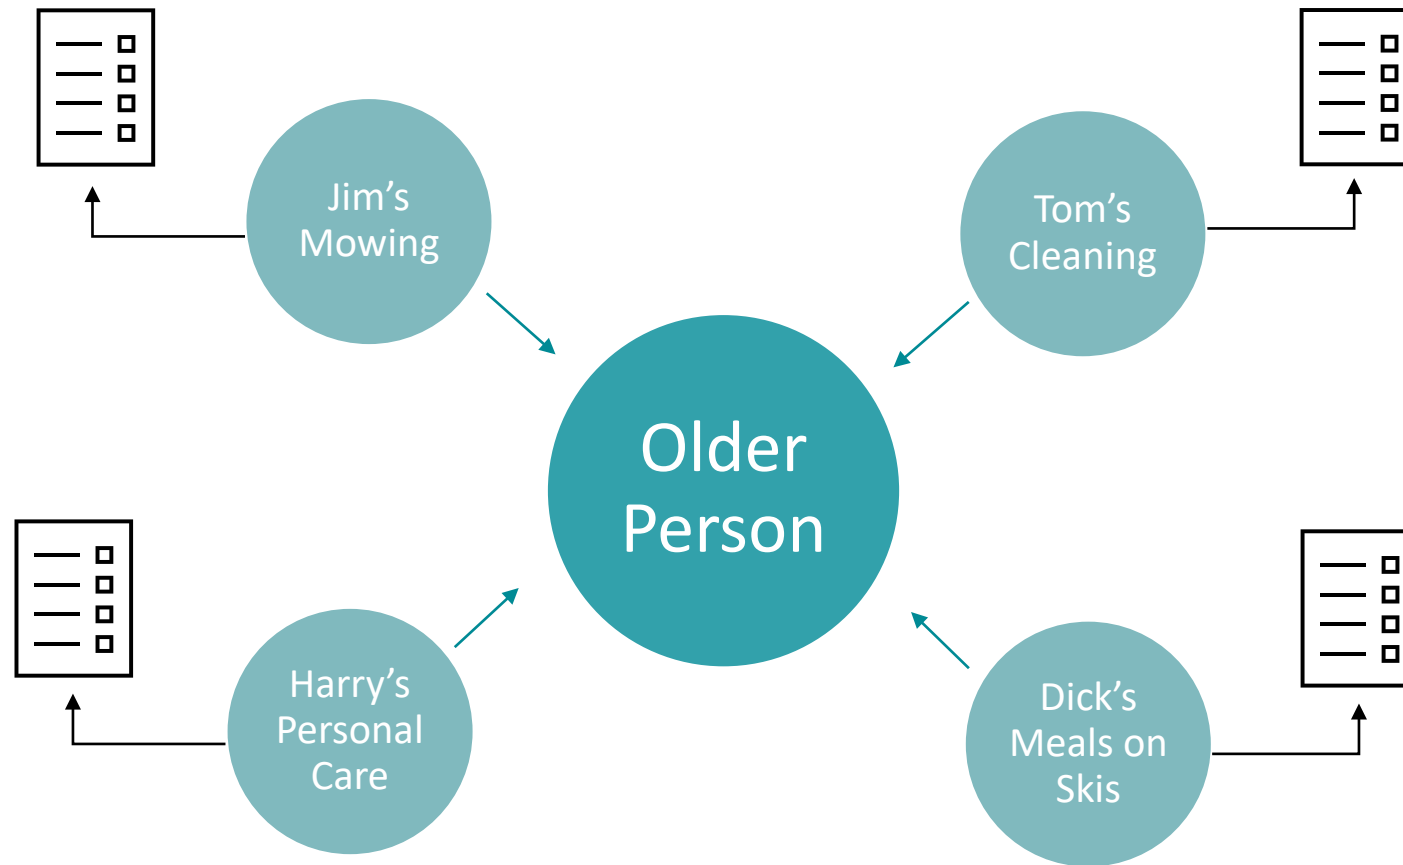 Jim’s
Mowing
Tom’s
Cleaning
Older
Person
Harry’s
Personal
Care
Dick’s
Meals on
Skis